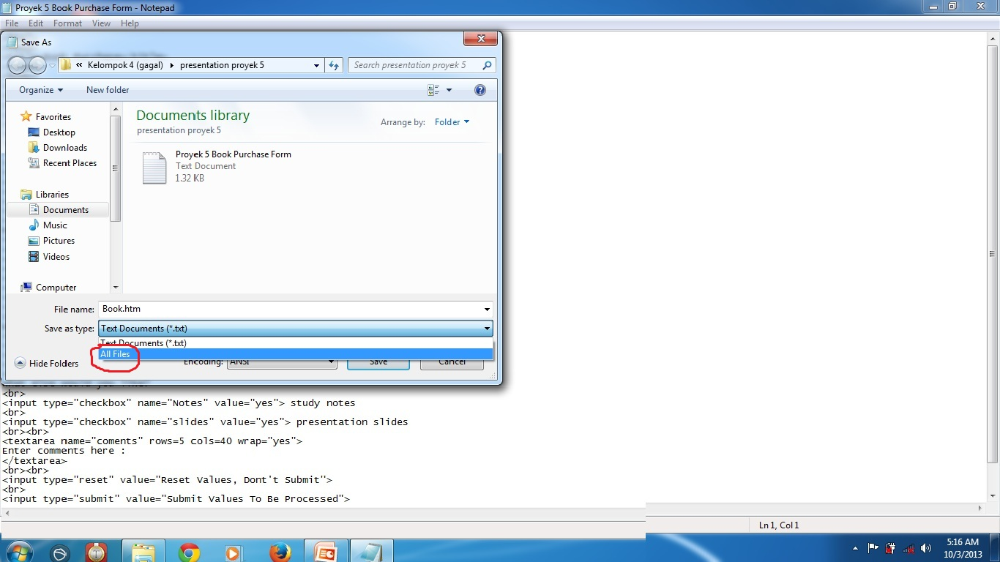 Proyek 5 Book Purchase Form - Notepad
File Edit Format View Help
Save As
« Kelompok 4 (gagal) presentation proyek 5
Search presentation proyek 5
Organize New folder
Favorites
Desktop
Downloads
Recent Places
Libraries
Documents
Music
Pictures
Videos
Computer
Documents library
presentation proyek 5
Arrange by: Folder
Proyek 5 Book Purchase Form
Text Document
1.32 KB
File name: Book.htm
Save as type: Text Documents (*.txt)
Text Documents (*.txt)
All Files
Hide Folders
Encoding: ANSI
Save
Cancel
<br>
<input type="checkbox" name="Notes" value="yes"> study notes
<br>
<input type="checkbox" name="slides" value="yes"> presentation slides
<br><br>
<textarea name="coments" rows=5 cols=40 wrap="yes">
Enter comments here :
</textarea>
<br><br>
<input type="reset" value="Reset Values, Dont't Submit">
<br>
<input type="submit" value="Submit Values To Be Processed">
Ln1, Col1
5:16 AM
10/3/2013